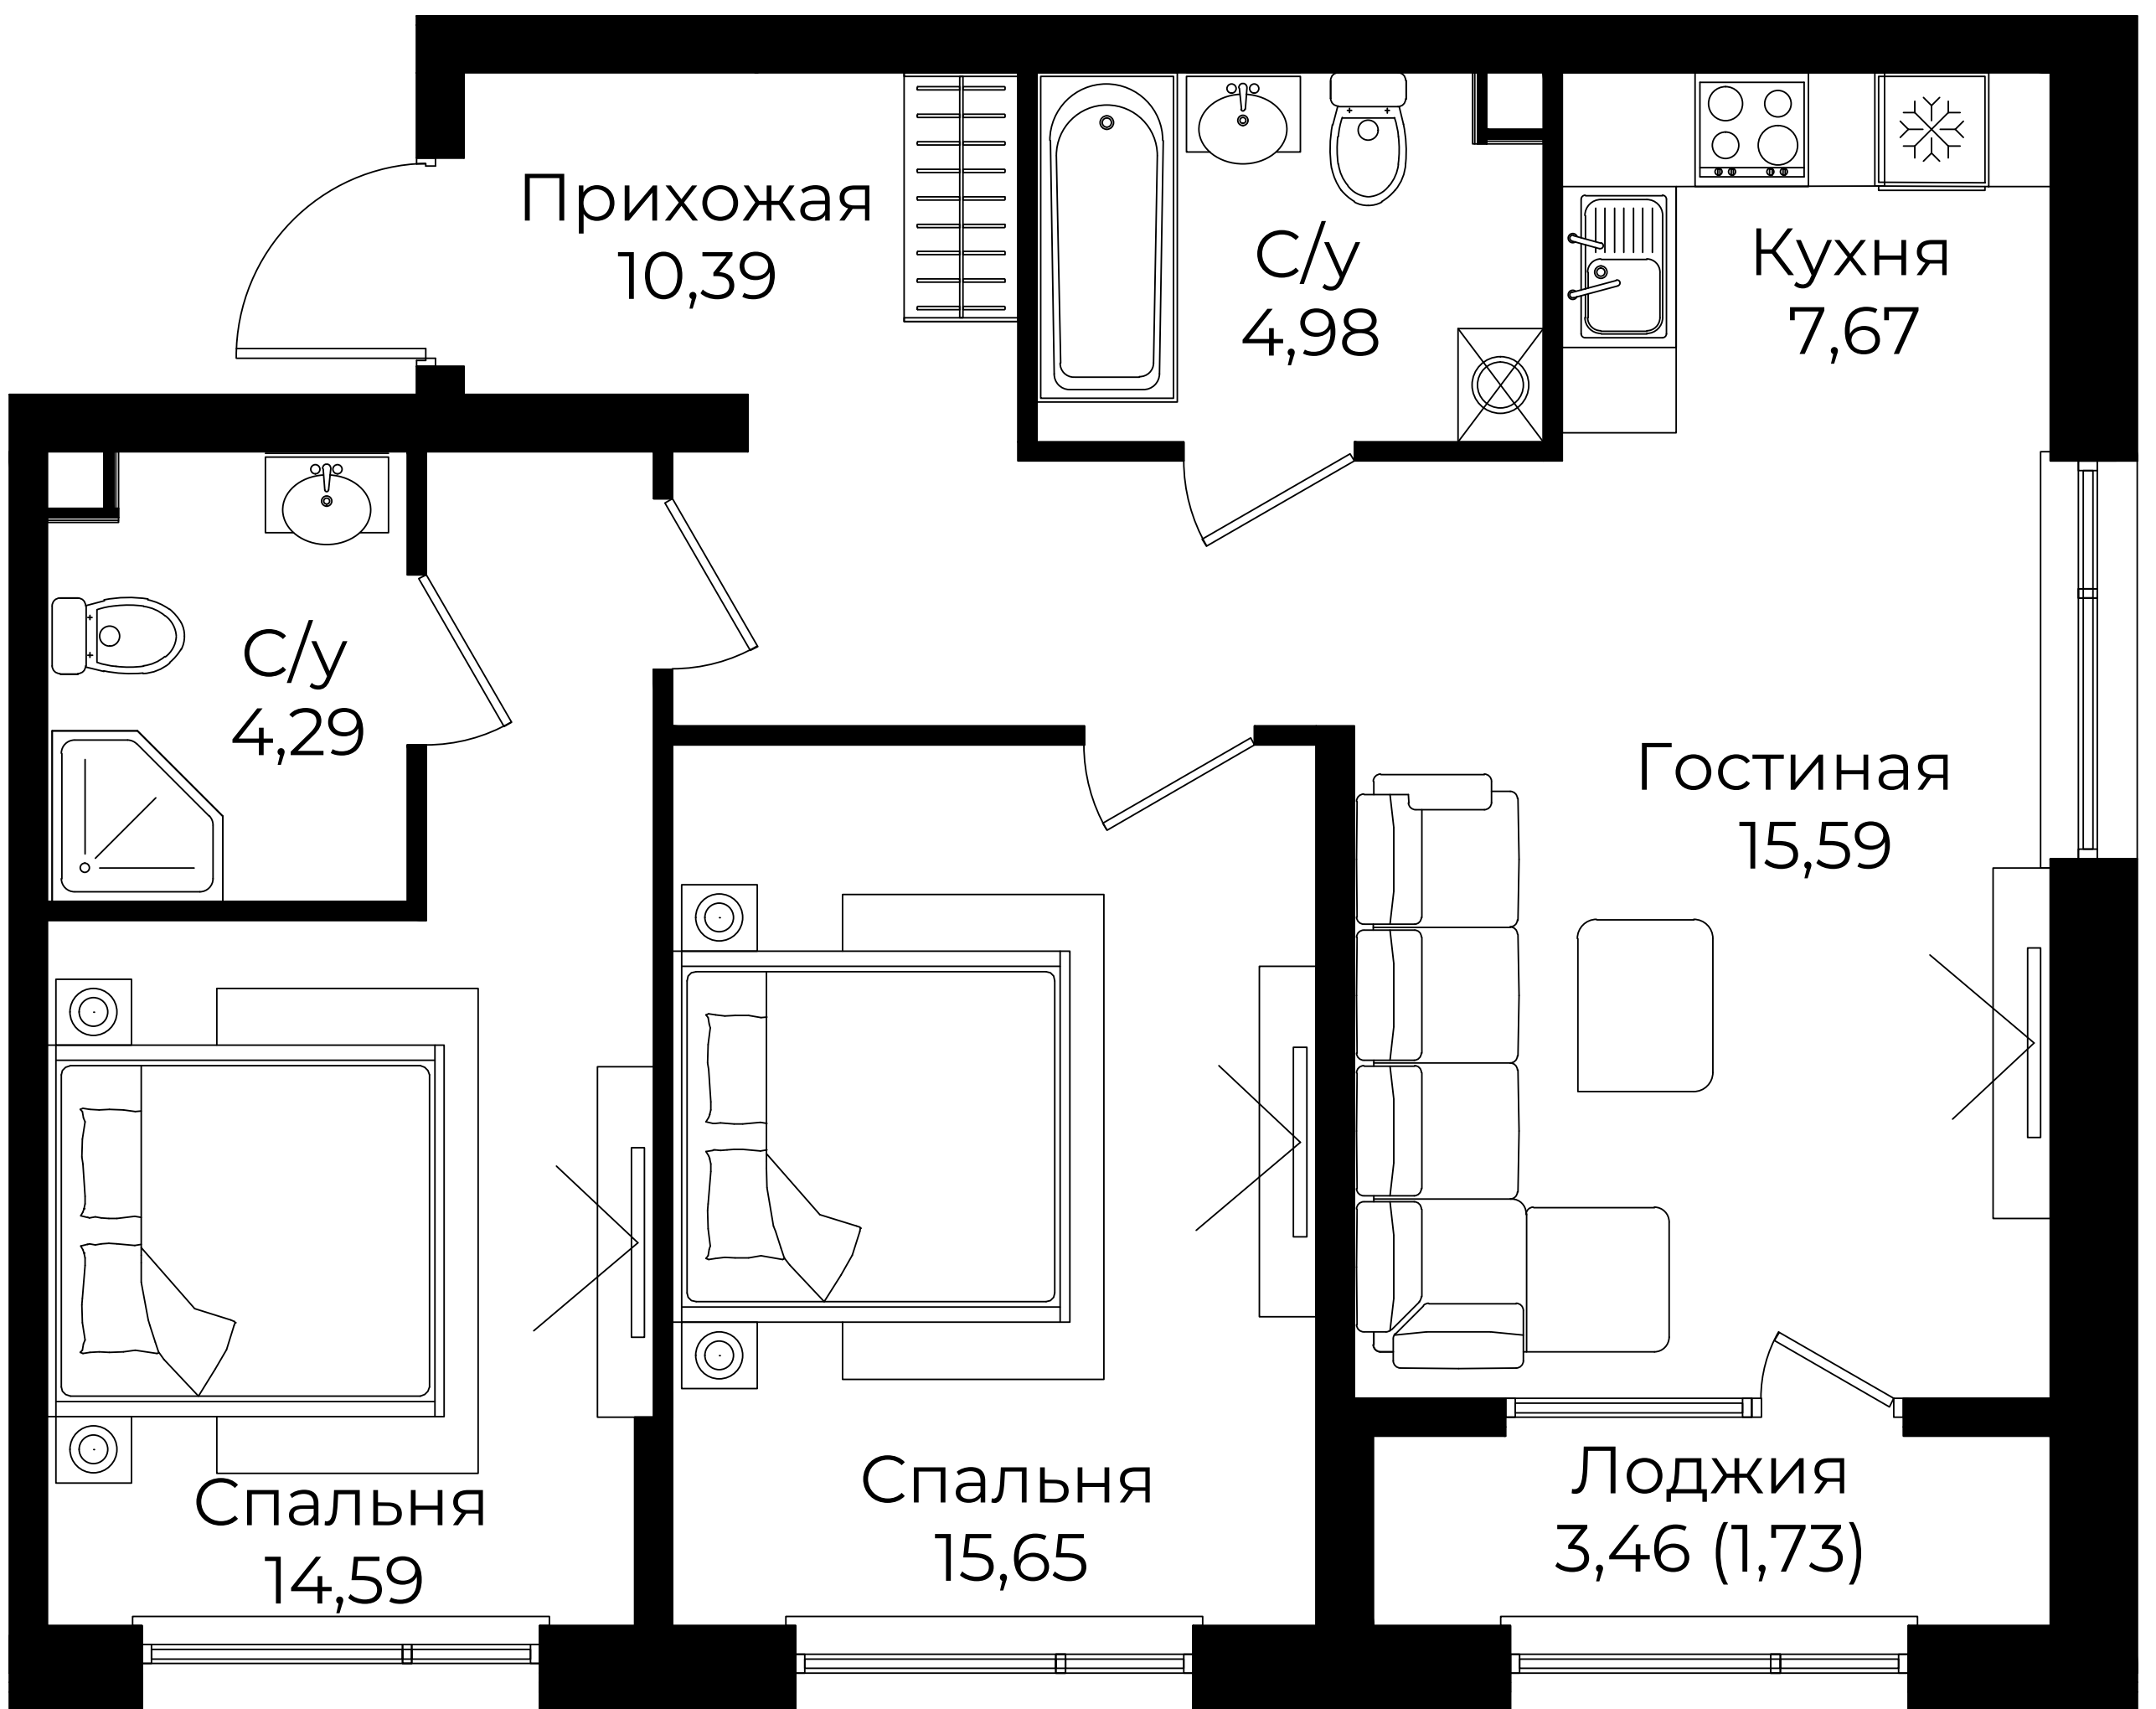 Прихожая
10,39
С/у
4,98
Кухня
7,67
С/у
4,29
Гостиная
15,59
Спальня
14,59
Спальня
15,65
Лоджия
3,46 (1,73)